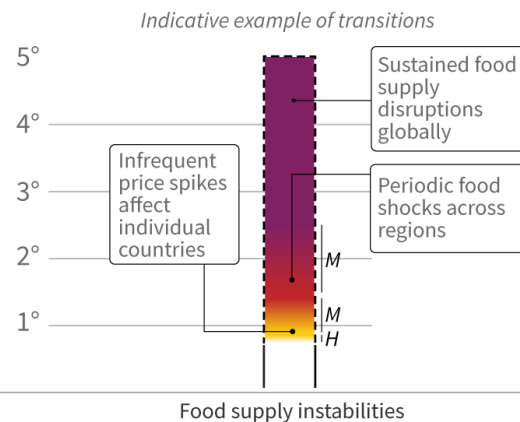 Indicative example of transitions
5°
Sustained food
supply
disruptions
globally
4°
Infrequent
price spikes
affect
individual
countries
3°
Periodic food
shocks across
regions
2°
M
1°
M
H
Food supply instabilities